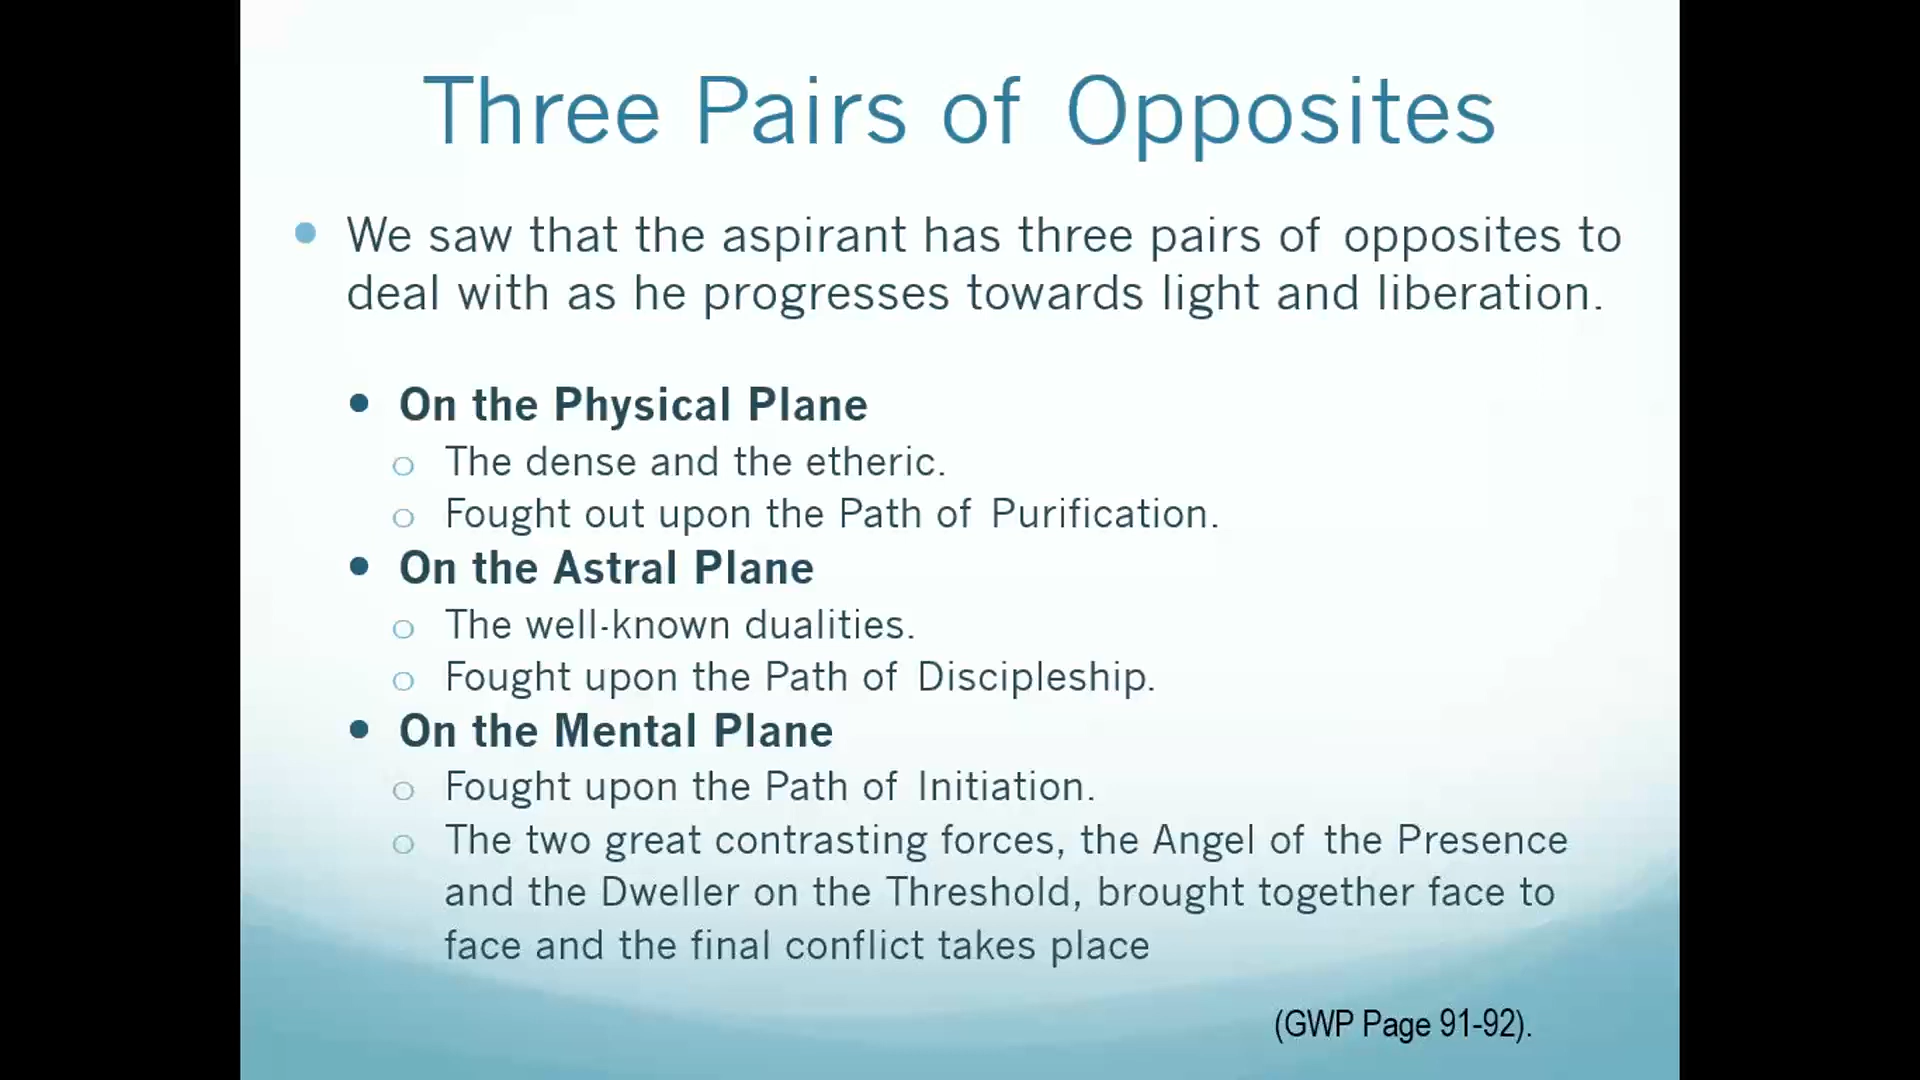 Three Pairs of Opposites
• We saw that the aspirant has three pairs of opposites to
deal with as he progresses towards light and liberation.
• On the Physical Plane
o The dense and the etheric.
o Fought out upon the Path of Purification.
• On the Astral Plane
o The well-known dualities.
o Fought upon the Path of Discipleship.
• On the Mental Plane
o Fought upon the Path of Initiation.
o The two great contrasting forces, the Angel of the Presence
and the Dweller on the Threshold, brought together face to
face and the final conflict takes place
(GWP Page 91-92).